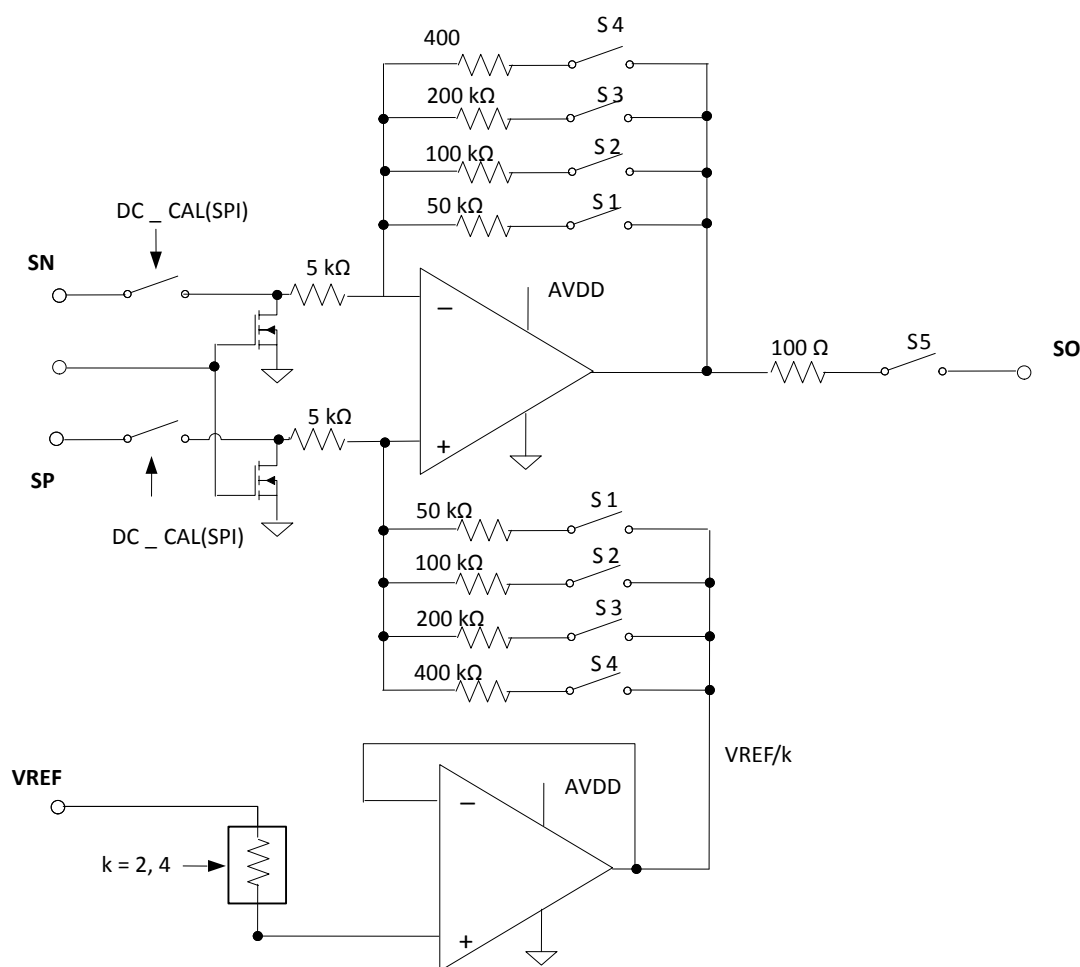 S 4
400
S 3
200 kΩ
S 2
100 kΩ
S 1
50 kΩ
DC _ CAL(SPI)
SN
5 kΩ
AVDD
−
100 Ω
S5
SO
5 kΩ
+
SP
DC _ CAL(SPI)
50 kΩ
S 1
100 kΩ
S 2
200 kΩ
S3
400 kΩ
S 4
VREF/k
VREF
AVDD
−
k = 2, 4
+